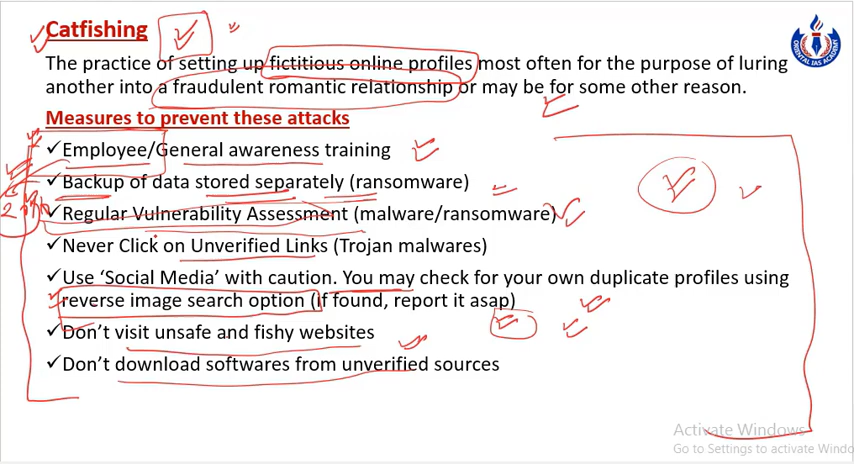 Catfishing
The practice of setting up fictitious online profiles most often for the purpose of luring
another into a fraudulent romantic relationship or may be for some other reason.
ORIENTAL IAS ACADEMY
Measures to prevent these attacks
✓Employee/General awareness training
✓Backup of data stored separately (ransomware)
✓Regular Vulnerability Assessment (malware/ransomware)
✓Never Click on Unverified Links (Trojan malwares)
✓Use ‘Social Media’ with caution. You may check for your own duplicate profiles using
reverse image search option (if found, report it asap)
✓Don’t visit unsafe and fishy websites
✓Don’t download softwares from unverified sources
Activate Windows
Go to Settings to activate Windo